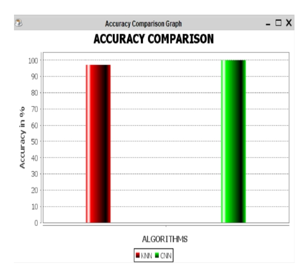 Accuracy Comparison Graph
ACCURACY COMPARISON
100
90
80
70
60
50
40
30
20
10
0
Accuracy in %
ALGORITHMS
KNN CNN